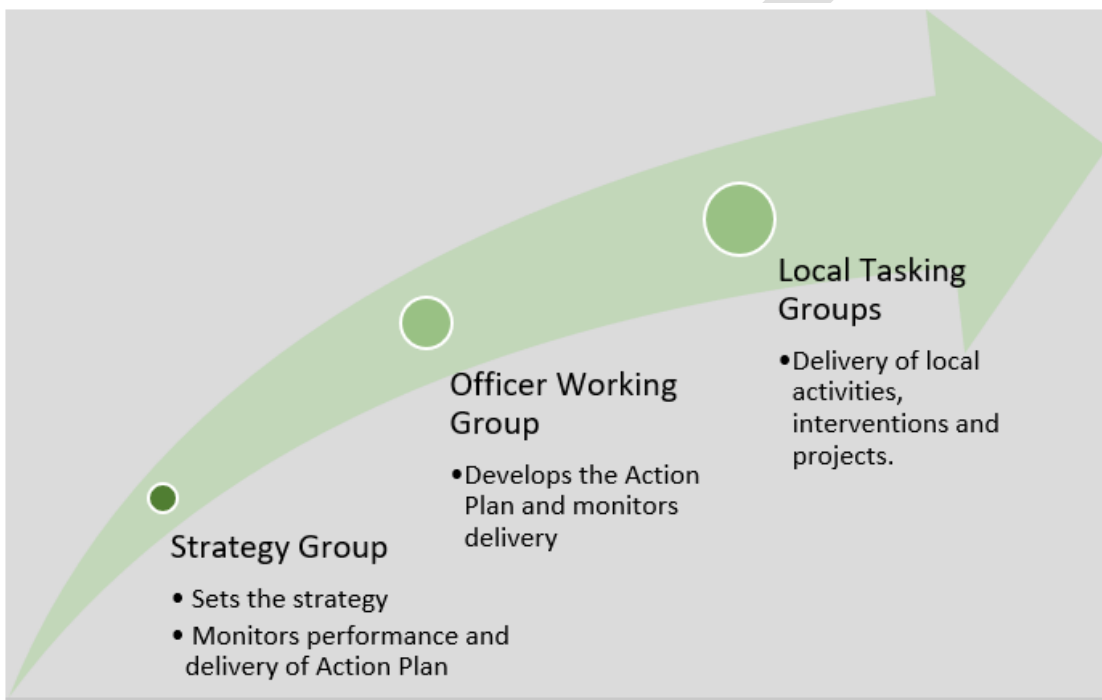 Strategy Group
• Sets the strategy
• Monitors performance and
delivery of Action Plan
Officer Working
Group
•Develops the Action
Plan and monitors
delivery
Local Tasking
Groups
•Delivery of local
activities,
interventions and
projects.